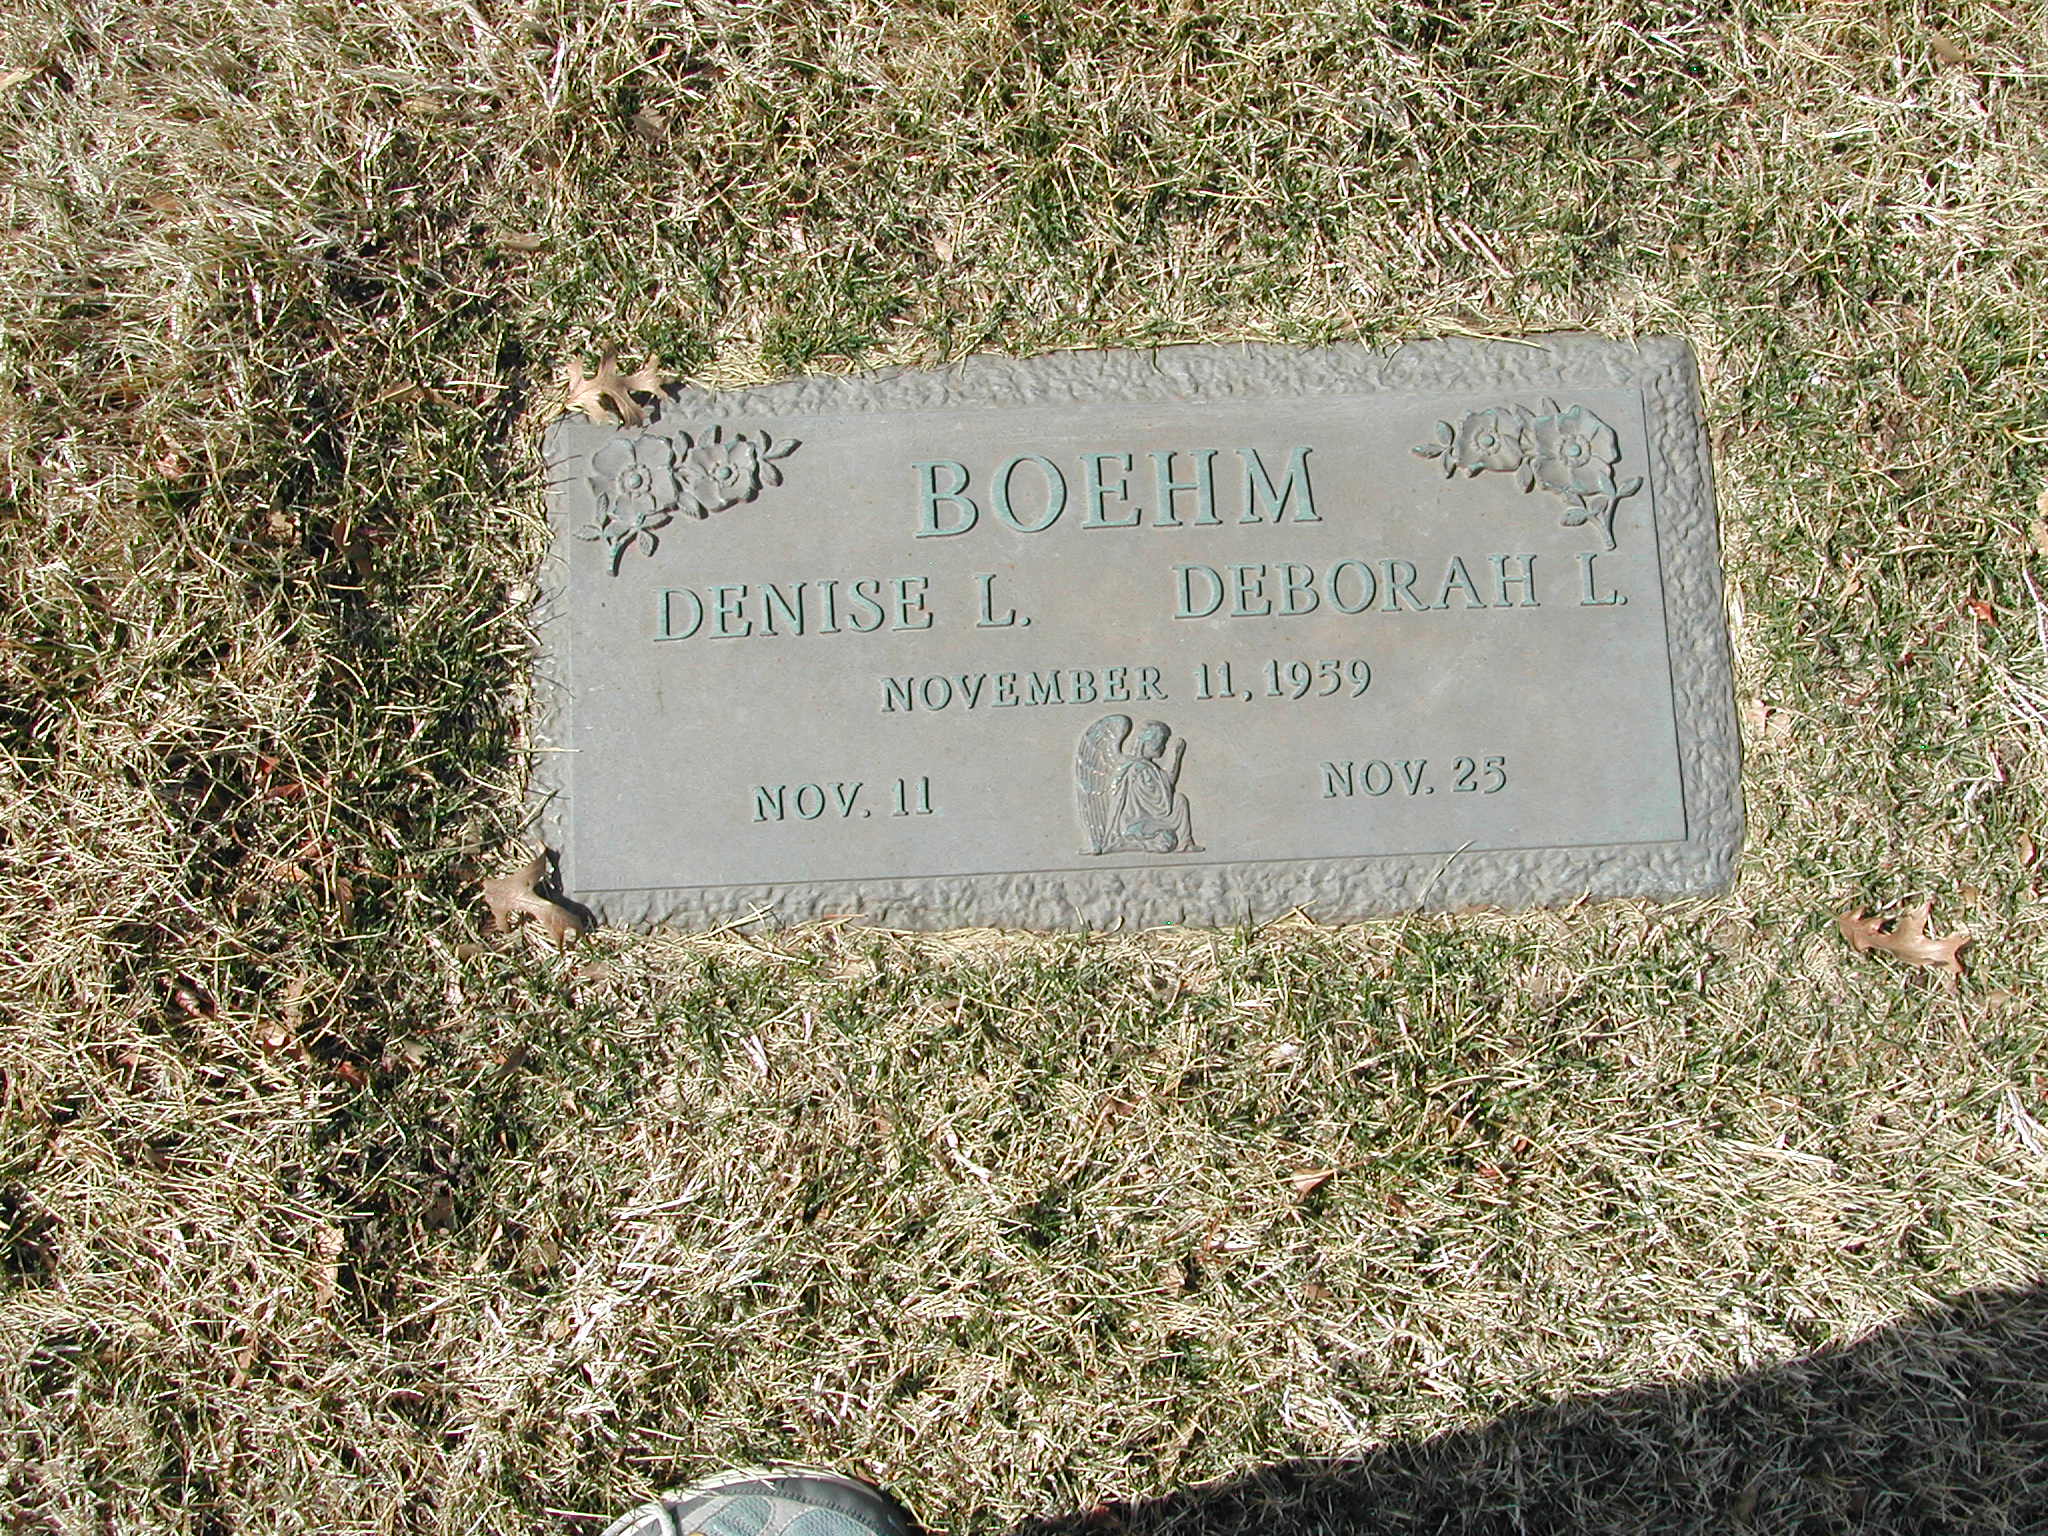 BOEHM
DENISE L. DEBORAH L.
NOVEMBER 11, 1959
NOV. 11 NOV. 25